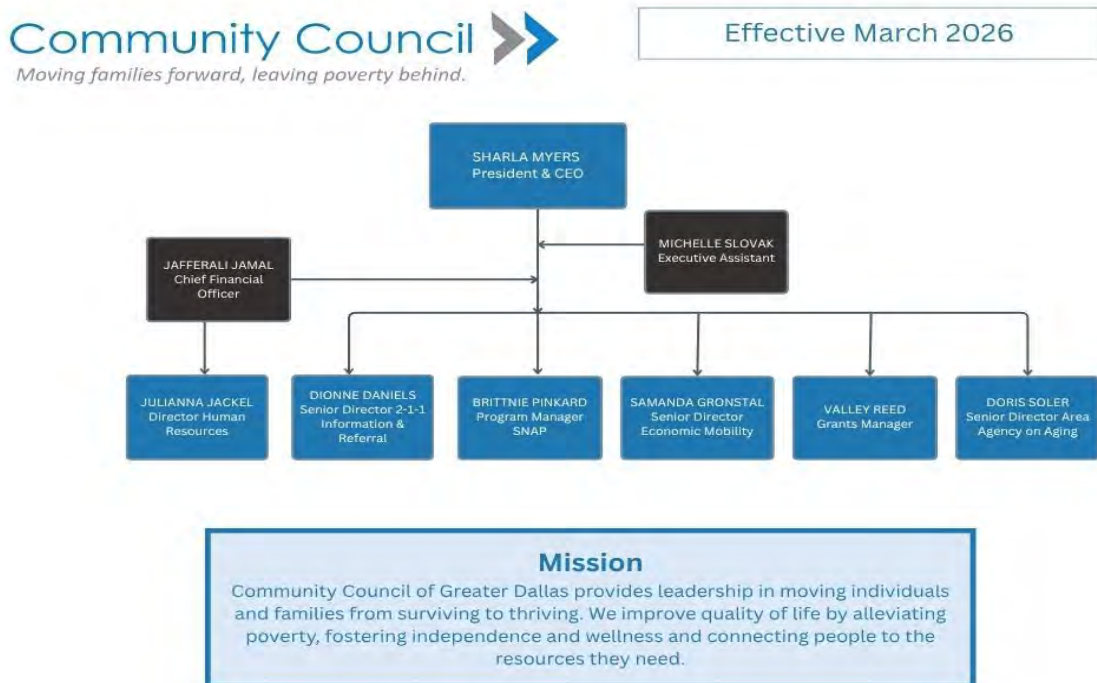 Community Council
Moving families forward, leaving poverty behind.
Effective March 2026
SHARLA MYERS
President & CEO
MICHELLE SLOVAK
Executive Assistant
JAFFERALI JAMAL
Chief Financial
Officer
JULIANNA JACKEL
Director Human
Resources
DIONNE DANIELS
Senior Director 2-1-1
Information &
Referral
BRITTNIE PINKARD
Program Manager
SNAP
SAMANDA GRONSTAL
Senior Director
Economic Mobility
VALLEY REED
Grants Manager
DORIS SOLER
Senior Director Area
Agency on Aging
Mission
Community Council of Greater Dallas provides leadership in moving individuals
and families from surviving to thriving. We improve quality of life by alleviating
poverty, fostering independence and wellness and connecting people to the
resources they need.